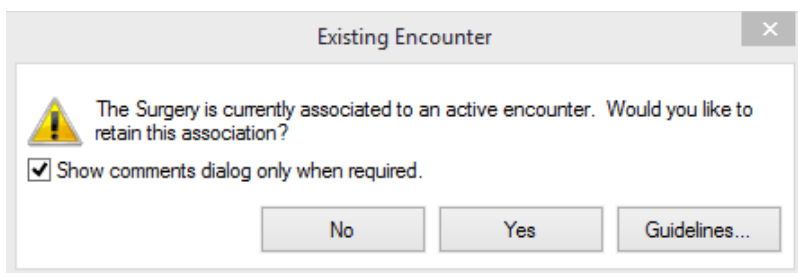 Existing Encounter
The Surgery is currently associated to an active encounter. Would you like to
retain this association?
Show comments dialog only when required.
No Yes Guidelines...